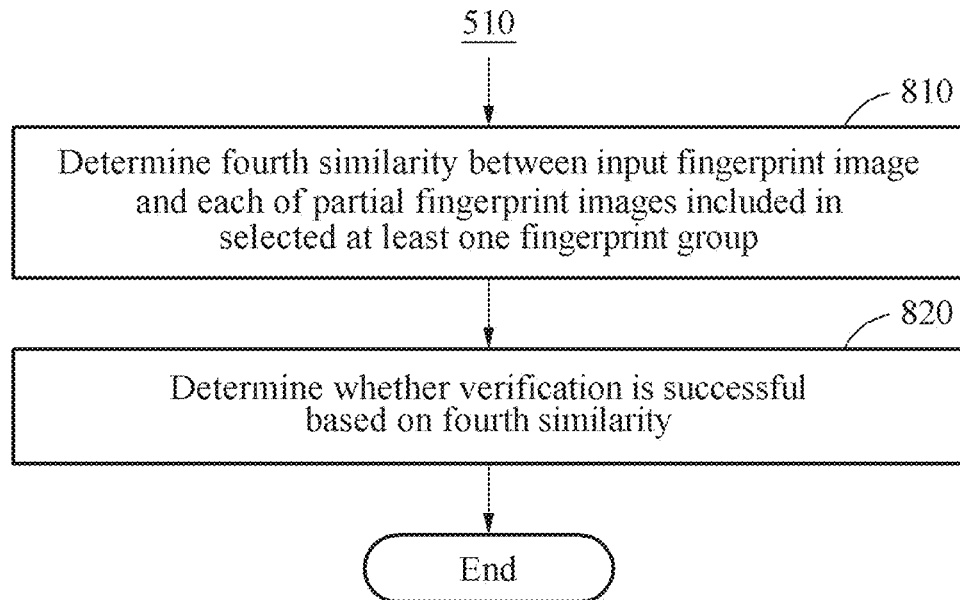 510
810
Determine fourth similarity between input fingerprint image
and each of partial fingerprint images included in
selected at least one fingerprint group
820
Determine whether verification is successful
based on fourth similarity
End